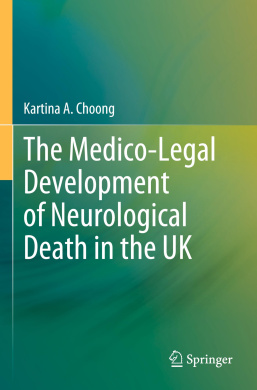 Kartina A. Choong
The Medico-Legal
Development
of Neurological
Death in the UK
Springer